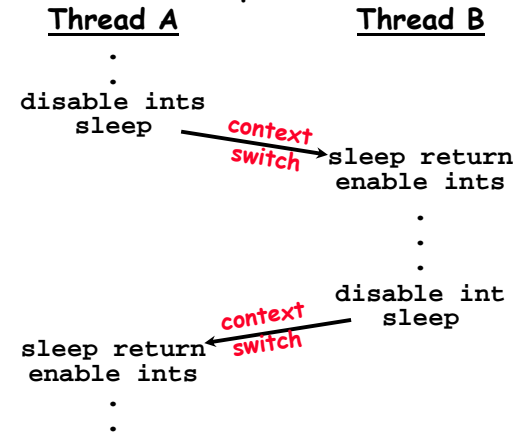 Thread A Thread B
.
.
disable ints
sleep
context
switch
sleep return
enable ints
.
.
.
disable int
sleep
context
switch
sleep return
enable ints
.
.